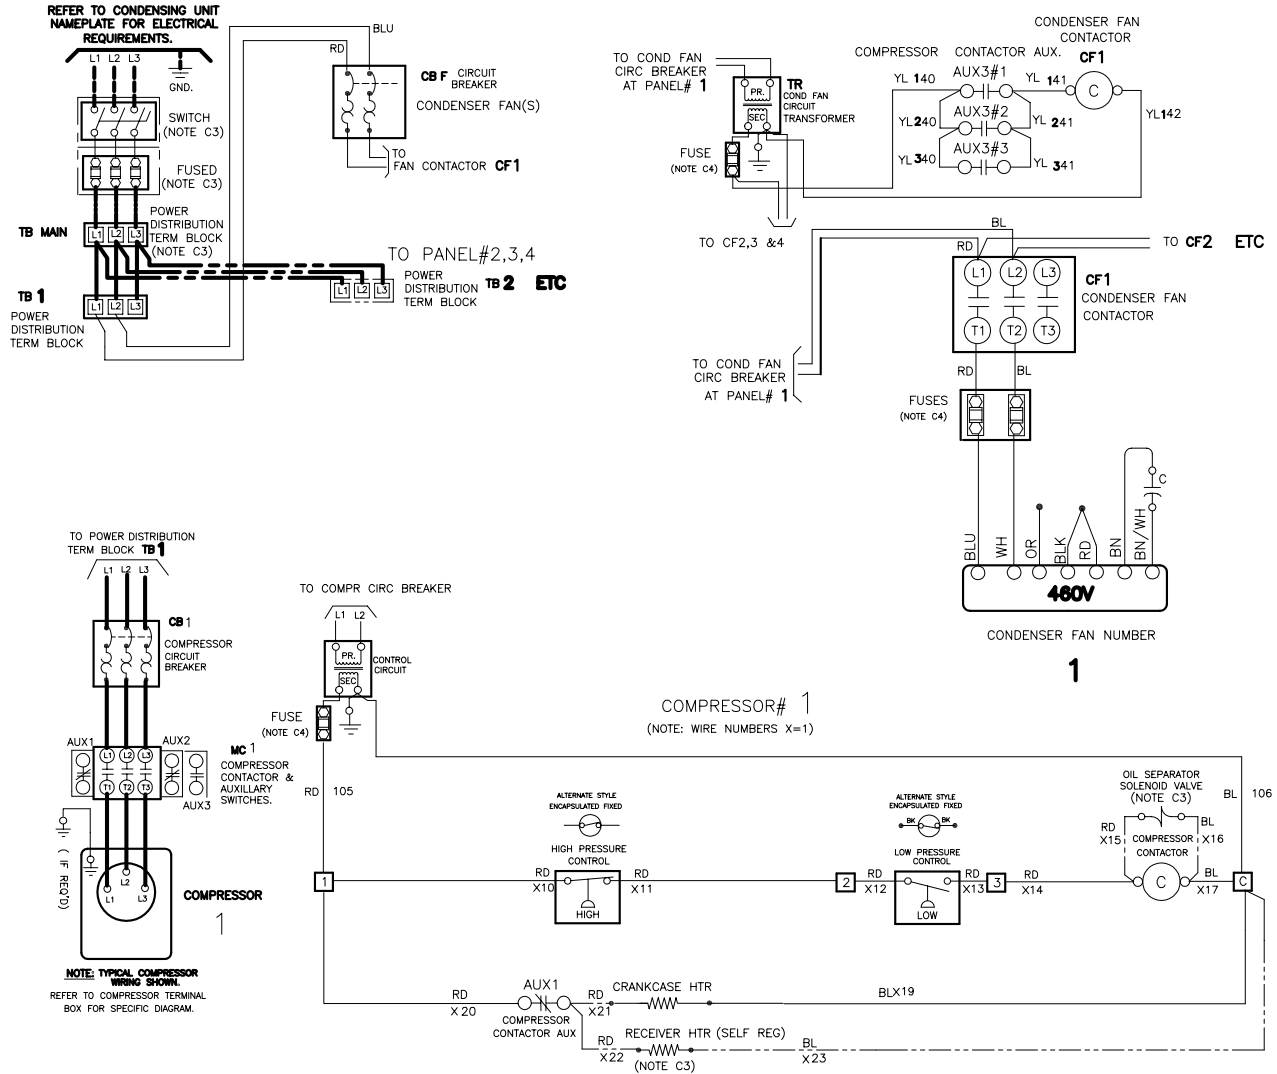 REFER TO CONDENSING UNIT
NAMEPLATE FOR ELECTRICAL
REQUIREMENTS.
L1 L2 L3
GND.
SWITCH
(NOTE C3)
FUSED
(NOTE C3)
TB MAIN
L1 L2 L3
POWER
DISTRIBUTION
TERM BLOCK
(NOTE C3)
TB 1
L1 L2 L3
POWER
DISTRIBUTION
TERM BLOCK
BLU
RD
CB F CIRCUIT
BREAKER
CONDENSER FAN(S)
TO
FAN CONTACTOR CF1
TO PANEL#2,3,4
L1 L2 L3
POWER
DISTRIBUTION
TERM BLOCK
TB 2 ETC
TO COND FAN
CIRC BREAKER
AT PANEL# 1
PR.
SEC
TR
COND FAN
CIRCUIT
TRANSFORMER
FUSE
(NOTE C4)
TO CF2,3 &4
CONDENSER FAN
CONTACTOR
CF1
COMPRESSOR CONTACTOR AUX.
YL 140
AUX3#1
YL 141
C
YL142
YL240
AUX3#2
YL 241
YL340
AUX3#3
YL 341
BL
RD
TO CF2 ETC
L1 L2 L3
T1 T2 T3
CF1
CONDENSER FAN
CONTACTOR
TO COND FAN
CIRC BREAKER
AT PANEL# 1
RD BL
FUSES
(NOTE C4)
C
BLU
WH
OR
BLK
RD
BN
BN/WH
460V
CONDENSER FAN NUMBER
1
TO POWER DISTRIBUTION
TERM BLOCK TB 1
L1 L2 L3
CB 1
COMPRESSOR
CIRCUIT
BREAKER
AUX1
AUX2
L1 L2 L3
T1 T2 T3
AUX3
MC 1
COMPRESSOR
CONTACTOR &
AUXILLARY
SWITCHES.
( IF REQ'D)
L2
L1 L3
COMPRESSOR
1
NOTE: TYPICAL COMPRESSOR
WIRING SHOWN.
REFER TO COMPRESSOR TERMINAL
BOX FOR SPECIFIC DIAGRAM.
TO COMPR CIRC BREAKER
L1 L2
PR.
SEC
CONTROL
CIRCUIT
FUSE
(NOTE C4)
RD 105
COMPRESSOR# 1
(NOTE: WIRE NUMBERS X=1)
ALTERNATE STYLE
ENCAPSULATED FIXED
HIGH PRESSURE
CONTROL
1
RD
X10
HIGH
RD
X11
2
ALTERNATE STYLE
ENCAPSULATED FIXED
BK BK
LOW PRESSURE
CONTROL
RD
X12
LOW
RD
X13
3
RD
X14
OIL SEPARATOR
SOLENOID VALVE
(NOTE C3)
RD
X15
BL
X16
COMPRESSOR
CONTACTOR
C
BL
X17
C
BL 106
RD
X20
AUX1
COMPRESSOR
CONTACTOR AUX
RD
X21
CRANKCASE HTR
BLX19
RD
X22
RECEIVER HTR (SELF REG)
(NOTE C3)
BL
X23